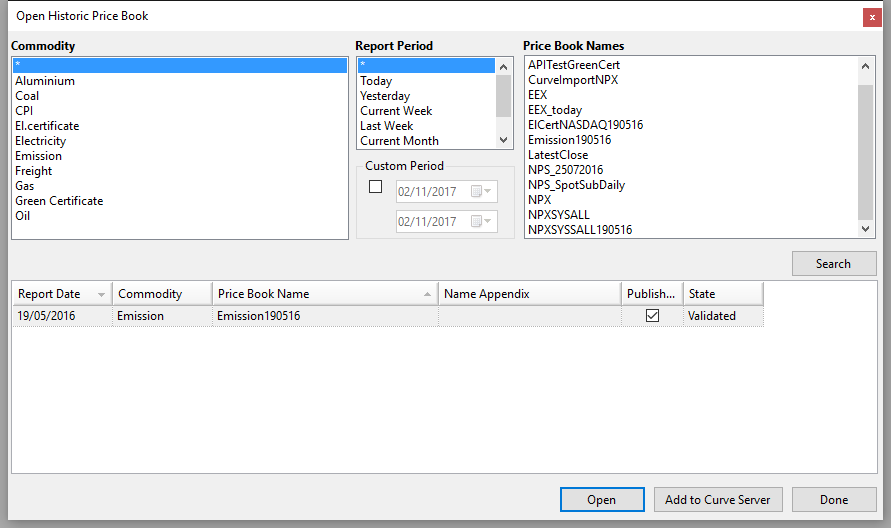 Open Historic Price Book
x
Commodity
*
Aluminium
Coal
CPI
El.certificate
Electricity
Emission
Freight
Gas
Green Certificate
Oil
Report Period
*
Today
Yesterday
Current Week
Last Week
Current Month
Custom Period
02/11/2017
02/11/2017
Price Book Names
APITestGreenCert
CurveImportNPX
EEX
EEX_today
ElCertNASDAQ190516
Emission190516
LatestClose
NPS_25072016
NPS_SpotSubDaily
NPX
NPXSYSALL
NPXSYSSALL190516
Search
Report Date Commodity Price Book Name Name Appendix Publish... State
19/05/2016 Emission Emission190516 Validated
Open Add to Curve Server Done